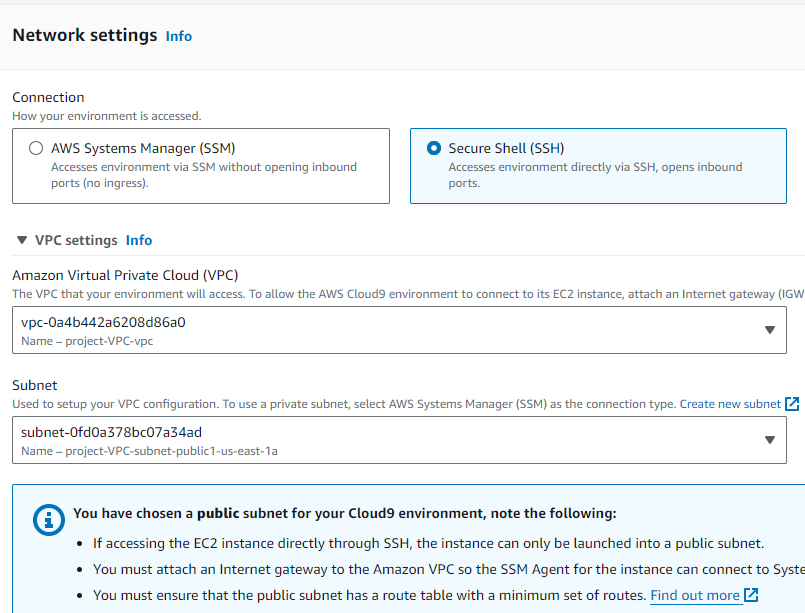 Network settings Info
Connection
How your environment is accessed.
AWS Systems Manager (SSM)
Accesses environment via SSM without opening inbound
ports (no ingress).
Secure Shell (SSH)
Accesses environment directly via SSH, opens inbound
ports.
VPC settings Info
Amazon Virtual Private Cloud (VPC)
The VPC that your environment will access. To allow the AWS Cloud9 environment to connect to its EC2 instance, attach an Internet gateway (IGW
vpc-0a4b442a6208d86a0
Name – project-VPC-vpc
Subnet
Used to setup your VPC configuration. To use a private subnet, select AWS Systems Manager (SSM) as the connection type. Create new subnet
subnet-0fd0a378bc07a34ad
Name – project-VPC-subnet-public1-us-east-1a
You have chosen a public subnet for your Cloud9 environment, note the following:
• If accessing the EC2 instance directly through SSH, the instance can only be launched into a public subnet.
• You must attach an Internet gateway to the Amazon VPC so the SSM Agent for the instance can connect to Syste
• You must ensure that the public subnet has a route table with a minimum set of routes. Find out more